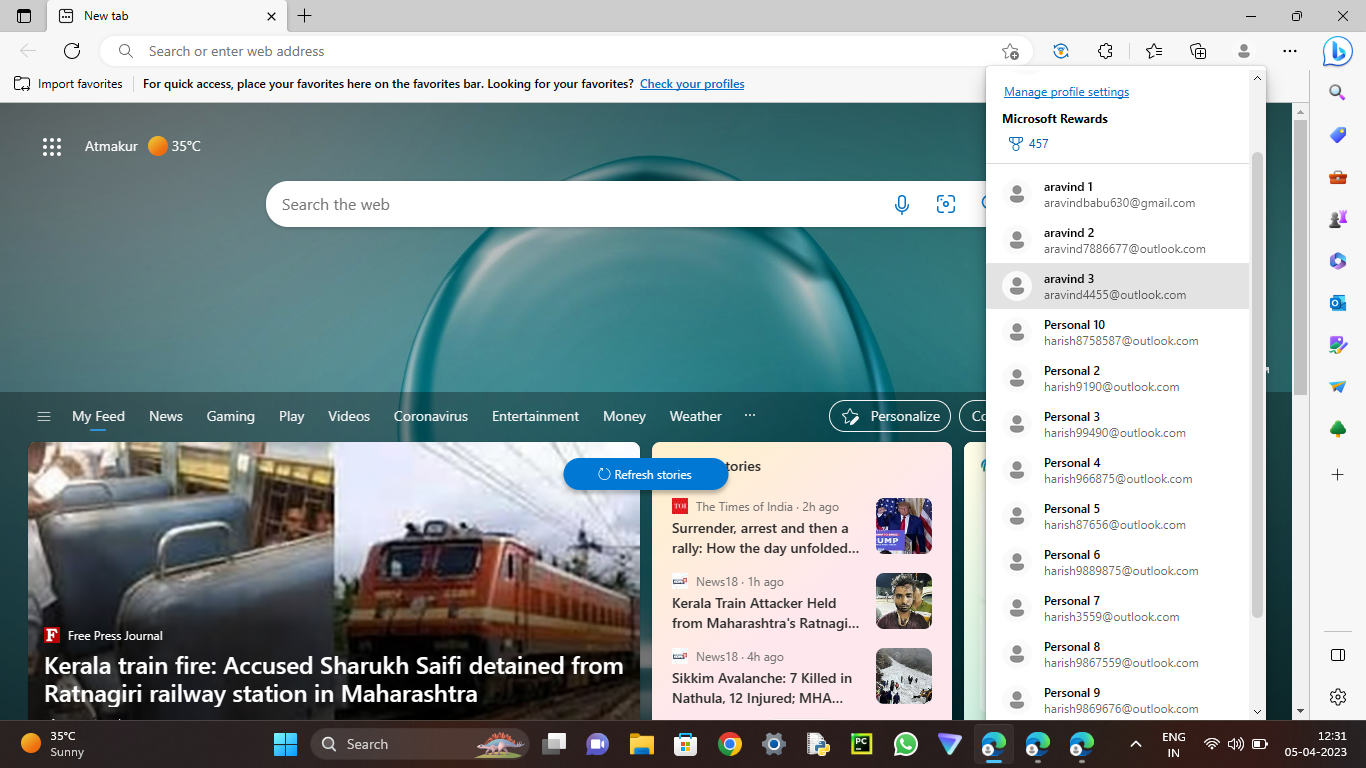 New tab
Search or enter web address
Import favorites
For quick access, place your favorites here on the favorites bar. Looking for your favorites? Check your profiles
Manage profile settings
Microsoft Rewards
457
Atmakur
35°C
Search the web
aravind 1
aravindbabu630@gmail.com
aravind 2
aravind7886677@outlook.com
aravind 3
aravind4455@outlook.com
Personal 10
harish8758587@outlook.com
Personal 2
harish9190@outlook.com
Personal 3
harish99490@outlook.com
Personal 4
harish966875@outlook.com
Personal 5
harish87656@outlook.com
Personal 6
harish9889875@outlook.com
Personal 7
harish3559@outlook.com
Personal 8
harish9867559@outlook.com
Personal 9
harish9869676@outlook.com
My Feed News Gaming Play Videos Coronavirus Entertainment Money Weather ...
Personalize
Co
Refresh stories
Free Press Journal
Kerala train fire: Accused Sharukh Saifi detained from
Ratnagiri railway station in Maharashtra
tories
TOI
The Times of India · 2h ago
Surrender, arrest and then a
rally: How the day unfolded...
News18 · 1h ago
Kerala Train Attacker Held
from Maharashtra's Ratnagi...
News18 · 4h ago
Sikkim Avalanche: 7 Killed in
Nathula, 12 Injured; MHA...
35°C
Sunny
Search
PC
ENG
IN
12:31
05-04-2023